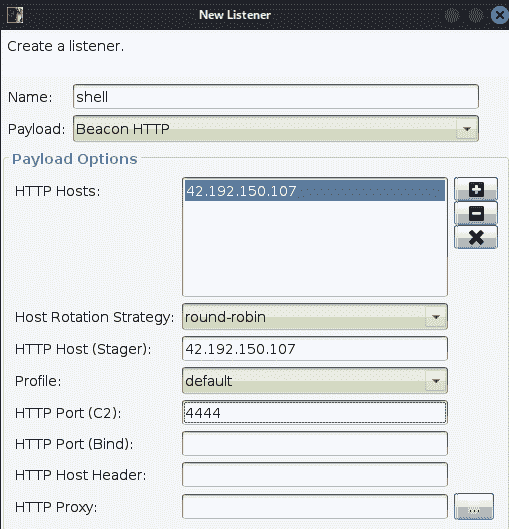 New Listener
Create a listener.
Name: shell
Payload: Beacon HTTP
Payload Options
HTTP Hosts: 42.192.150.107
Host Rotation Strategy: round-robin
HTTP Host (Stager): 42.192.150.107
Profile: default
HTTP Port (C2): 4444
HTTP Port (Bind):
HTTP Host Header:
HTTP Proxy: ...